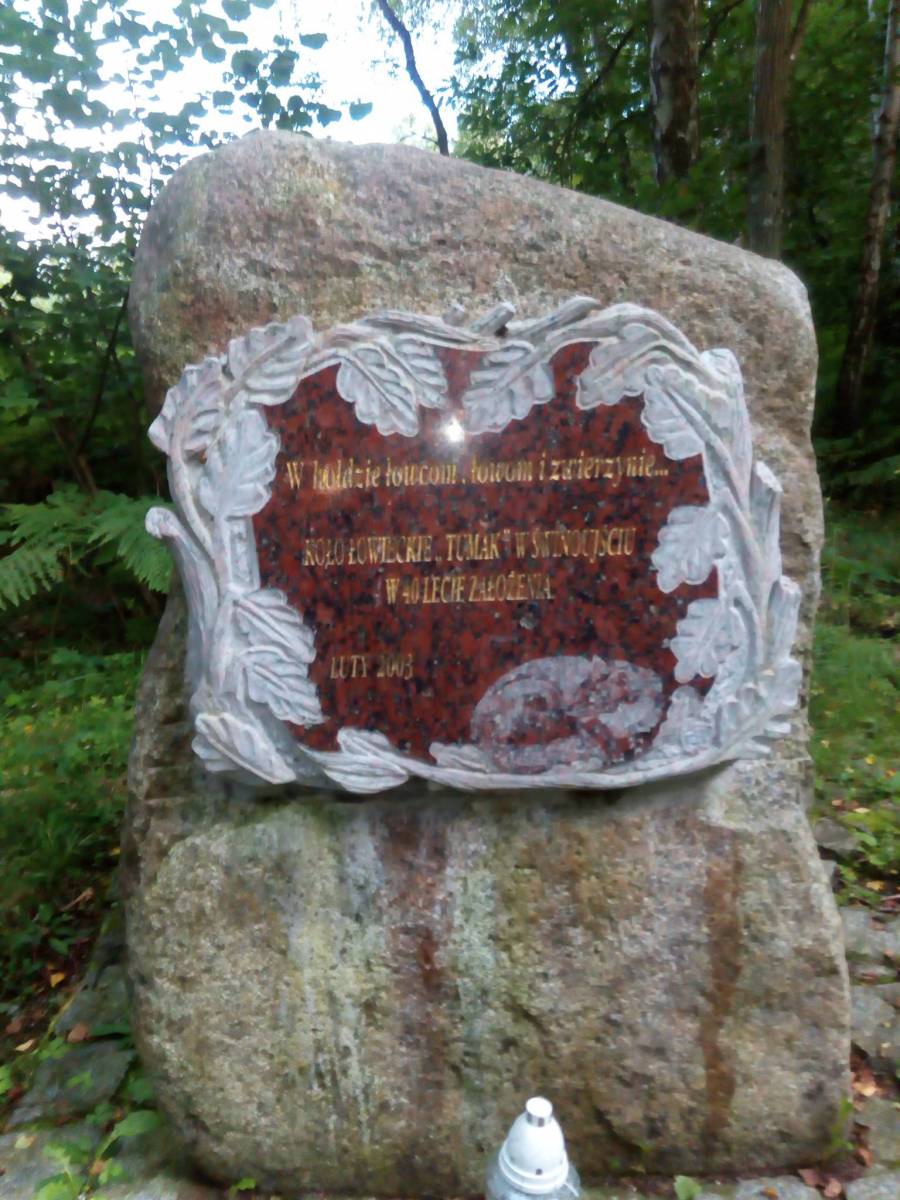 W hołdzie łowcom, łowom i zwierzynie...
KOŁO ŁOWIECKIE „TUMAK" W ŚWINOUJŚCIU
W 40 LECIE ZAŁOŻENIA.
LUTY 2003